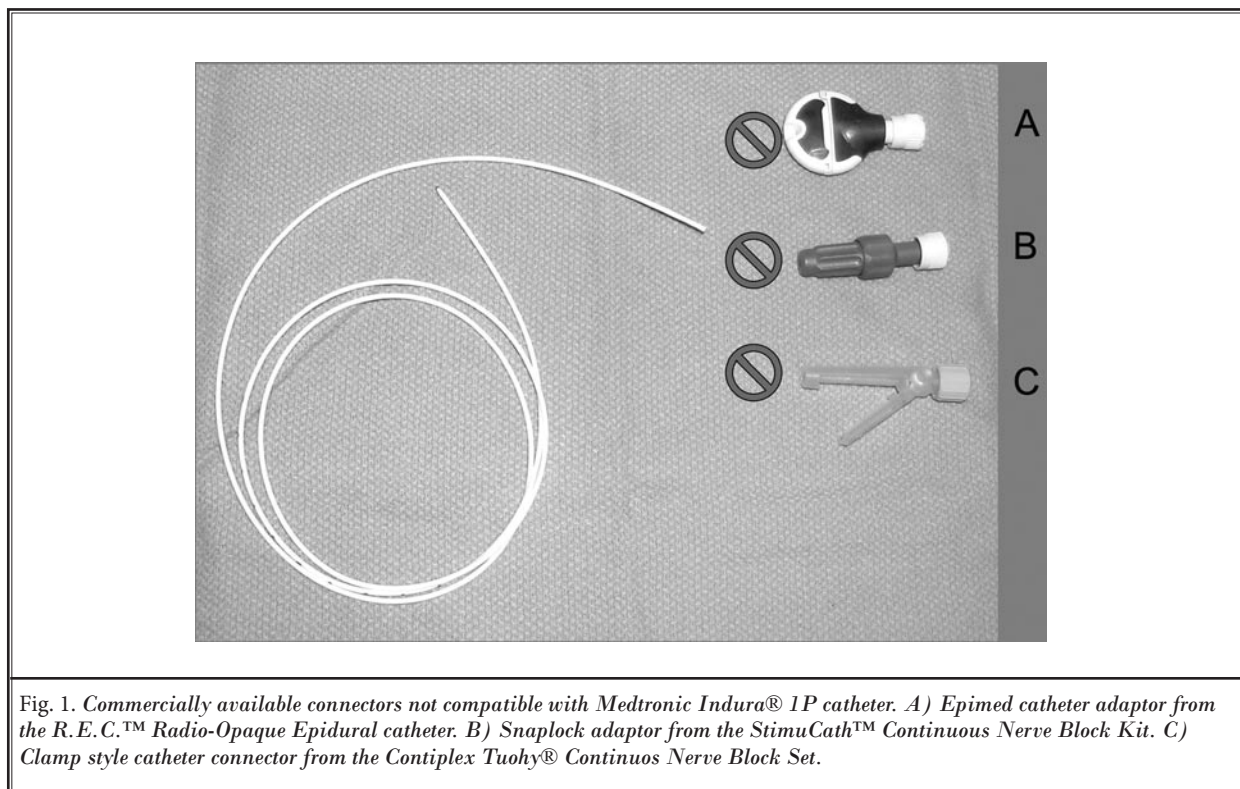 A
B
C
Fig. 1. Commercially available connectors not compatible with Medtronic Indura® 1P catheter. A) Epimed catheter adaptor from
the R.E.C.™ Radio-Opaque Epidural catheter. B) Snaplock adaptor from the StimuCath™ Continuous Nerve Block Kit. C)
Clamp style catheter connector from the Contiplex Tuohy® Continuos Nerve Block Set.